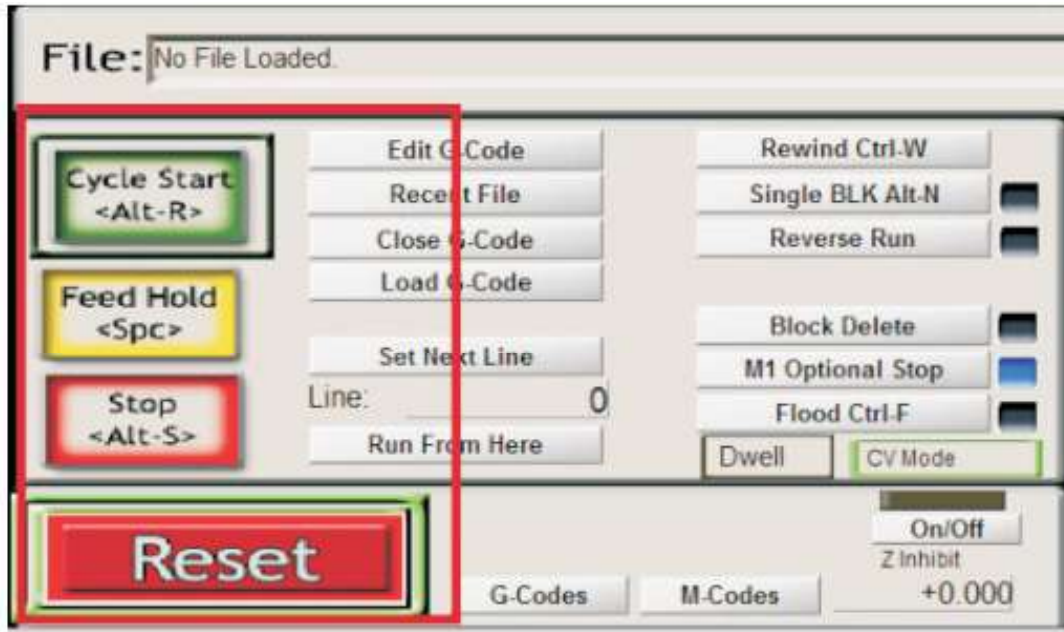 File: No File Loaded.
Cycle Start
<Alt-R>
Feed Hold
<Spc>
Stop
<Alt-S>
Edit G-Code
Recent File
Close G-Code
Load G-Code
Set Next Line
Line: 0
Run From Here
Rewind Ctrl-W
Single BLK Alt-N
Reverse Run
Block Delete
M1 Optional Stop
Flood Ctrl-F
Dwell CV Mode
Reset
G-Codes M-Codes
On/Off
Z Inhibit
+0.000